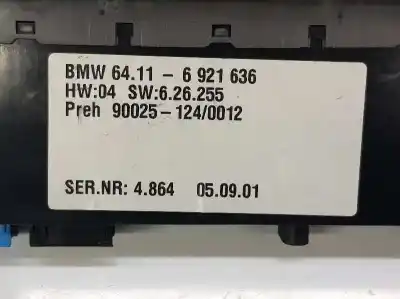 BMW 64.11 - 6 921 636
HW:04 SW:6.26.255
Preh 90025-124/0012
SER.NR: 4.864 05.09.01